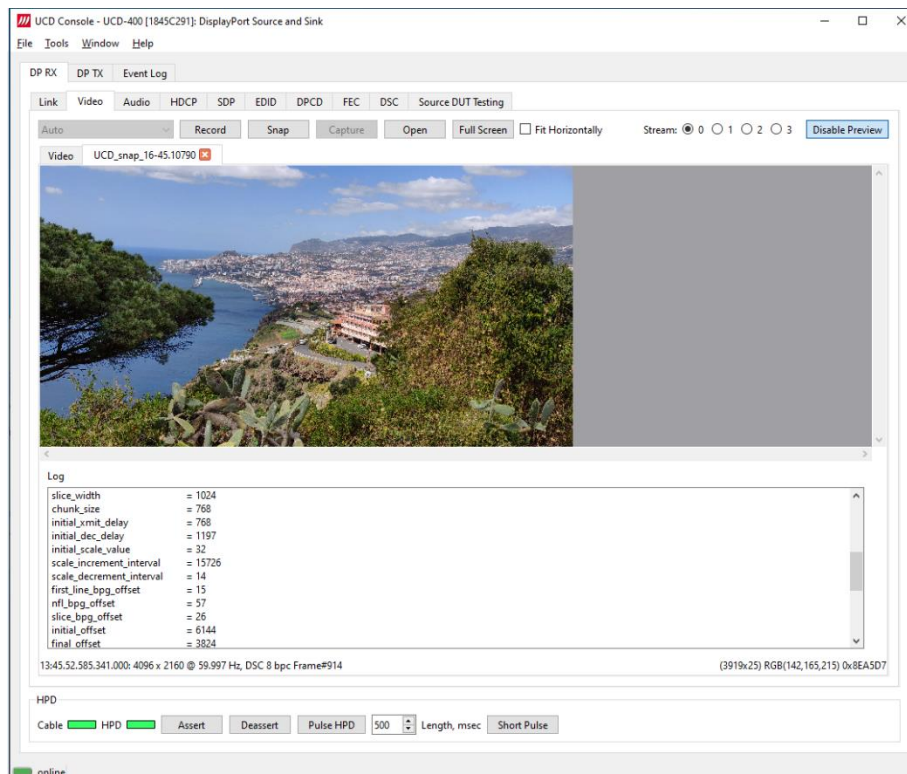 UCD Console - UCD-400 [1845C291]: DisplayPort Source and Sink
File Tools Window Help
DP RX DP TX Event Log
Link Video Audio HDCP SDP EDID DPCD FEC DSC Source DUT Testing
Auto Record Snap Capture Open Full Screen Fit Horizontally Stream: 0 1 2 3 Disable Preview
Video UCD_snap_16-45.10790
Log
slice_width = 1024
chunk_size = 768
initial_xmit_delay = 768
initial_dec_delay = 1197
initial_scale_value = 32
scale_increment_interval = 15726
scale_decrement_interval = 14
first_line_bpg_offset = 15
nfl_bpg_offset = 57
slice_bpg_offset = 26
initial_offset = 6144
final_offset = 3824
13:45.52.585.341.000: 4096 x 2160 @ 59.997 Hz, DSC 8 bpc Frame#914 (3919x25) RGB(142,165,215) 0x8EA5D7
HPD
Cable HPD Assert Deassert Pulse HPD 500 Length, msec Short Pulse
online